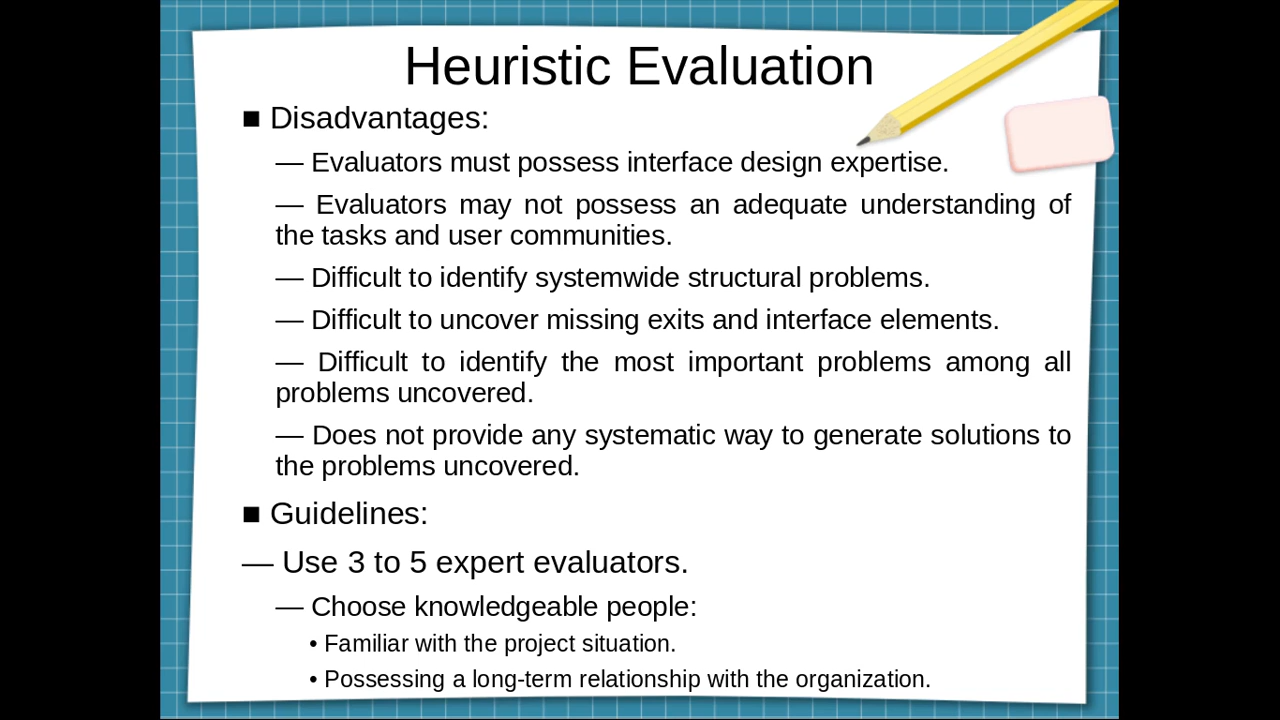 Heuristic Evaluation
■ Disadvantages:
— Evaluators must possess interface design expertise.
— Evaluators may not possess an adequate understanding of
the tasks and user communities.
— Difficult to identify systemwide structural problems.
— Difficult to uncover missing exits and interface elements.
— Difficult to identify the most important problems among all
problems uncovered.
— Does not provide any systematic way to generate solutions to
the problems uncovered.
■ Guidelines:
— Use 3 to 5 expert evaluators.
— Choose knowledgeable people:
• Familiar with the project situation.
• Possessing a long-term relationship with the organization.